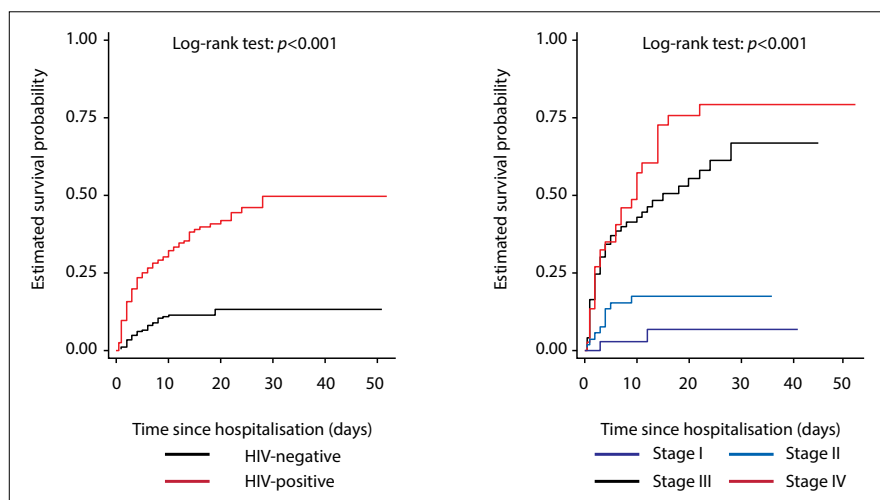 Log-rank test: p<0.001
Estimated survival probability
1.00
0.75
0.50
0.25
0.00
0 10 20 30 40 50
Time since hospitalisation (days)
HIV-negative
HIV-positive
Log-rank test: p<0.001
Estimated survival probability
1.00
0.75
0.50
0.25
0.00
0 10 20 30 40 50
Time since hospitalisation (days)
Stage I Stage II
Stage III Stage IV